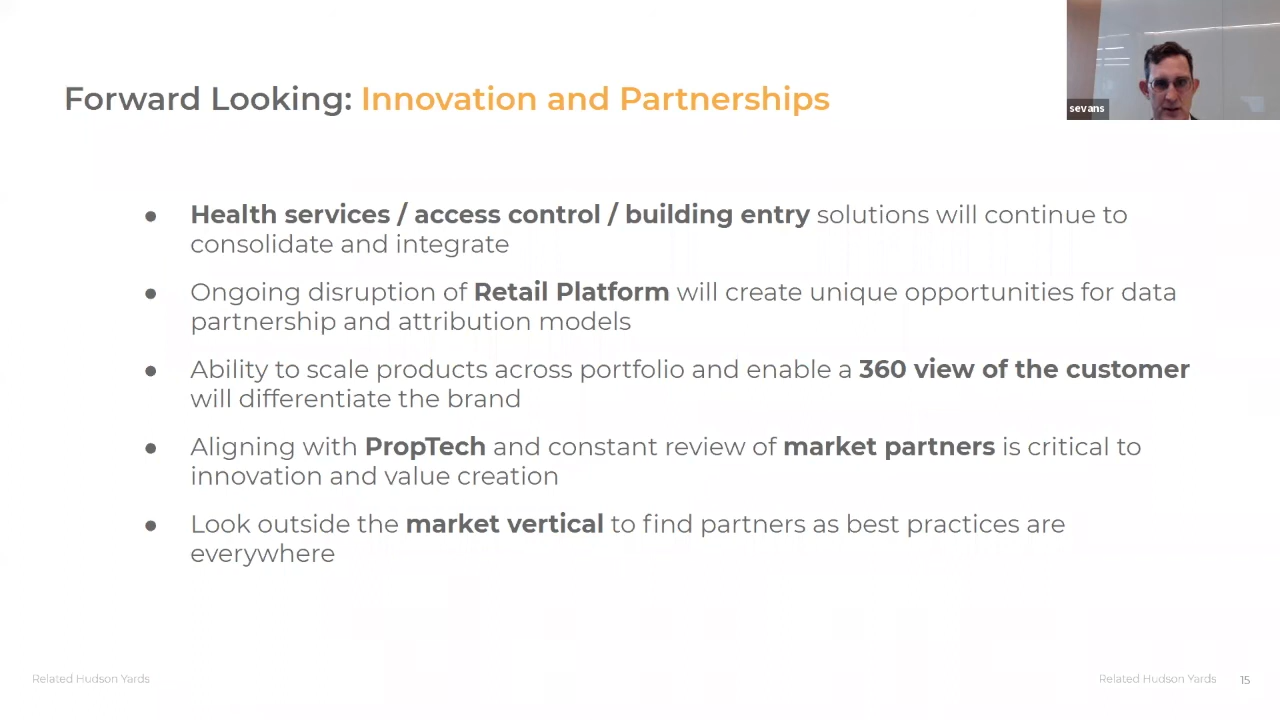 Forward Looking: Innovation and Partnerships
sevans
● Health services / access control / building entry solutions will continue to
consolidate and integrate
● Ongoing disruption of Retail Platform will create unique opportunities for data
partnership and attribution models
● Ability to scale products across portfolio and enable a 360 view of the customer
will differentiate the brand
● Aligning with PropTech and constant review of market partners is critical to
innovation and value creation
● Look outside the market vertical to find partners as best practices are
everywhere
Related Hudson Yards
Related Hudson Yards 15